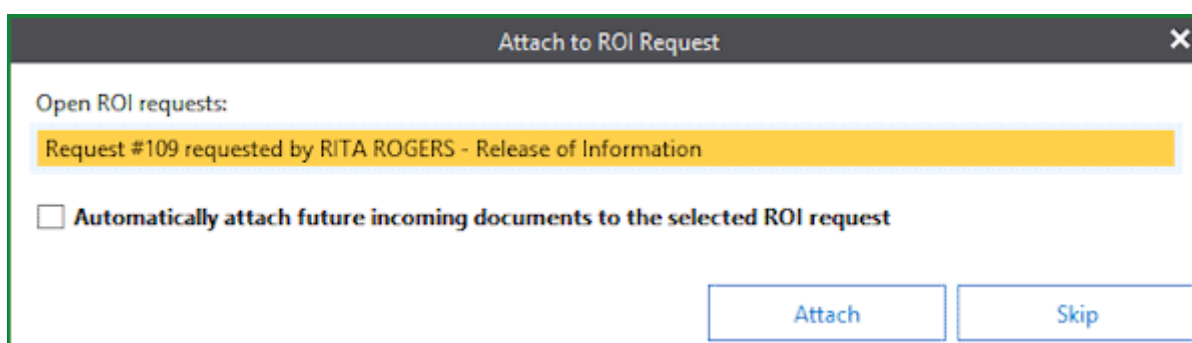 Attach to ROI Request
Open ROI requests:
Request #109 requested by RITA ROGERS - Release of Information
Automatically attach future incoming documents to the selected ROI request
Attach
Skip